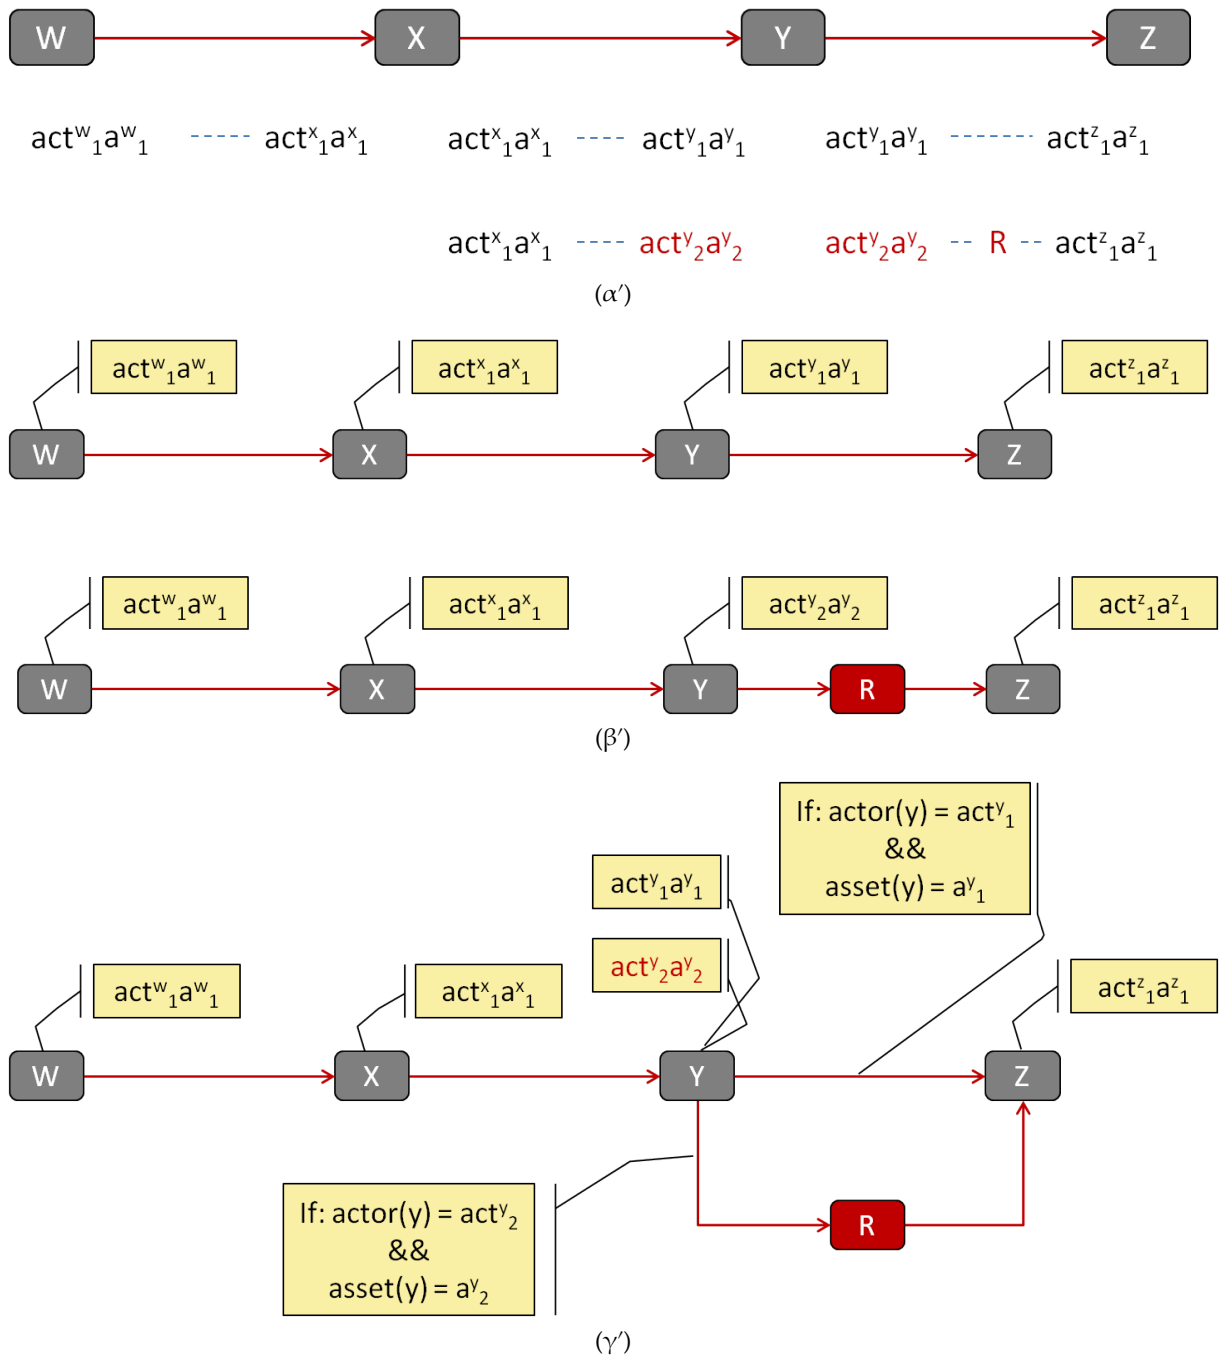 W X Y Z
actʷ₁aʷ₁ ----- actˣ₁aˣ₁ actˣ₁aˣ₁ ---- actʸ₁aʸ₁ actʸ₁aʸ₁ ------- actᶻ₁aᶻ₁
actˣ₁aˣ₁ ---- actʸ₂aʸ₂ actʸ₂aʸ₂ -- R -- actᶻ₁aᶻ₁
(α′)
actʷ₁aʷ₁ actˣ₁aˣ₁ actʸ₁aʸ₁ actᶻ₁aᶻ₁
W X Y Z
actʷ₁aʷ₁ actˣ₁aˣ₁ actʸ₂aʸ₂ actᶻ₁aᶻ₁
W X Y R Z
(β′)
If: actor(y) = actʸ₁
&&
asset(y) = aʸ₁
actʸ₁aʸ₁
actʸ₂aʸ₂
actʷ₁aʷ₁ actˣ₁aˣ₁ actᶻ₁aᶻ₁
W X Y Z
If: actor(y) = actʸ₂
&&
asset(y) = aʸ₂
R
(γ′)